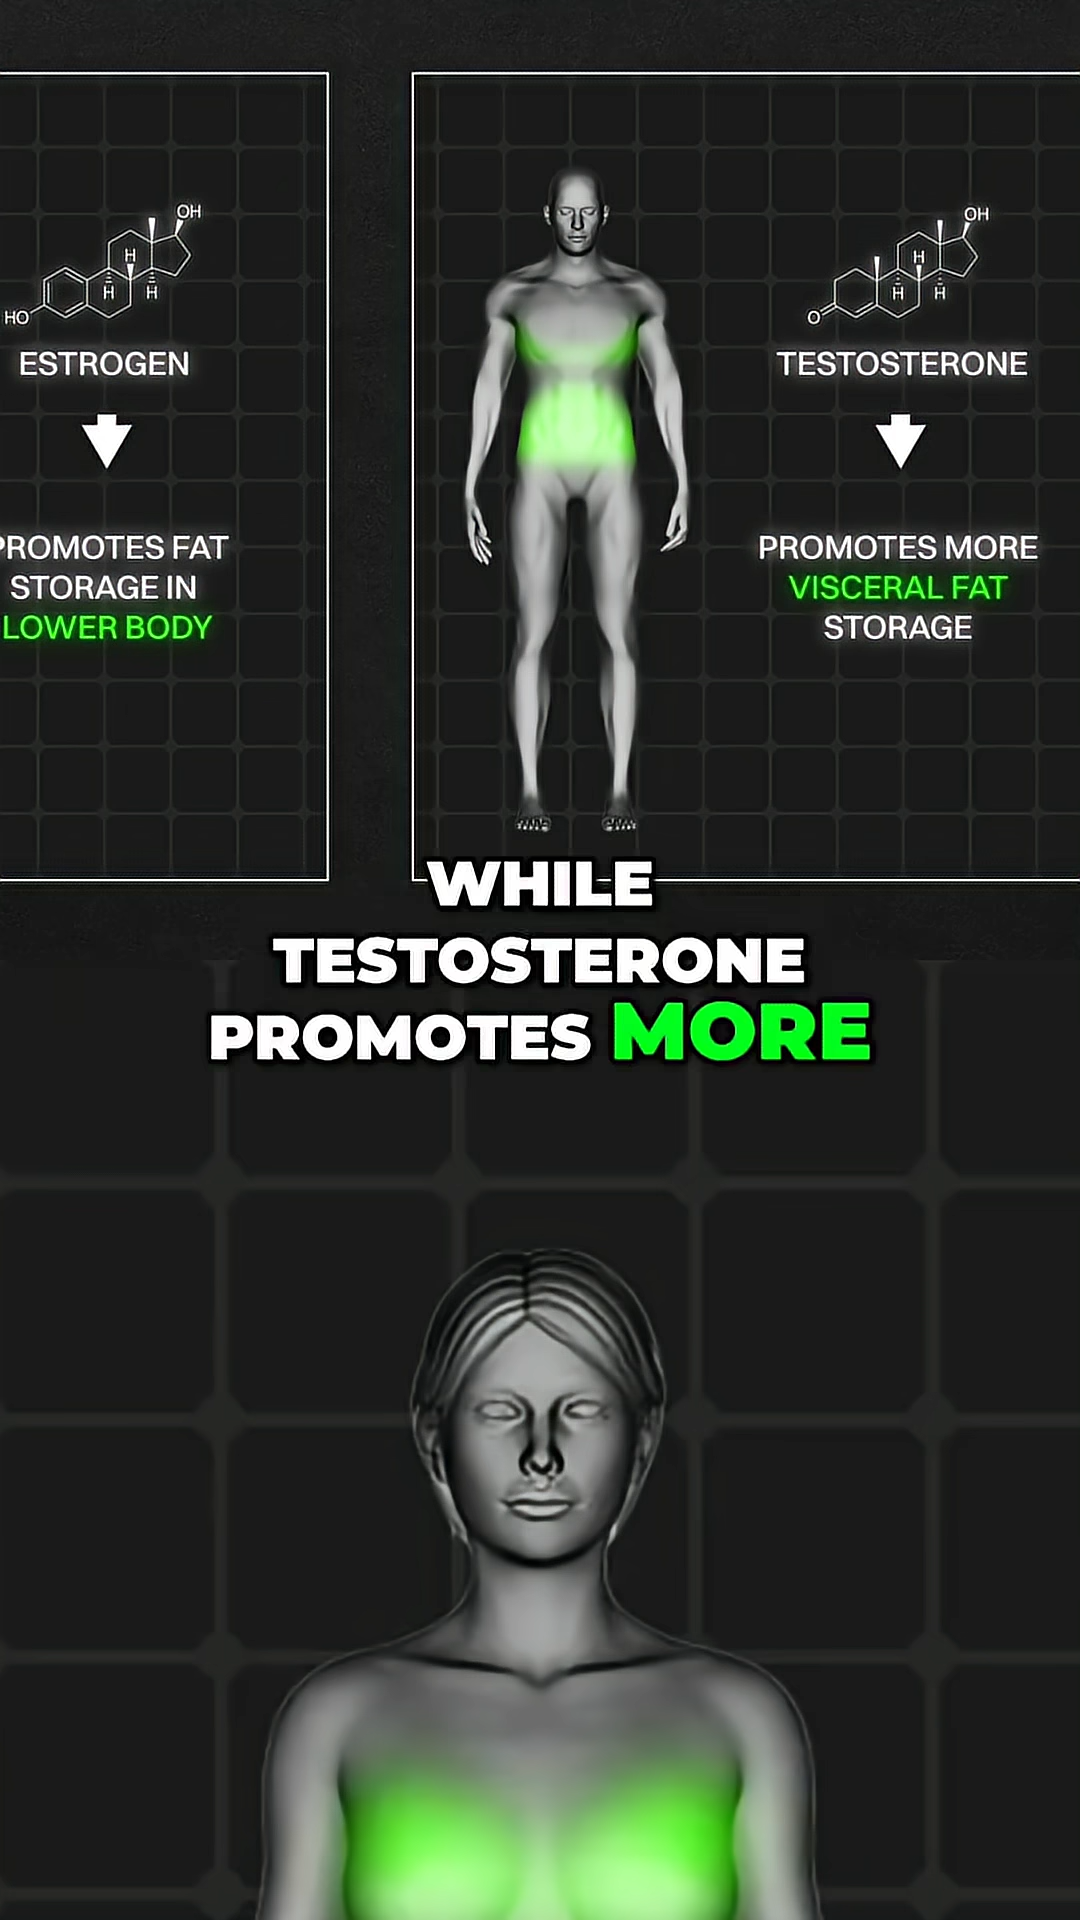 OH
H
H
H
HO
ESTROGEN
PROMOTES FAT
STORAGE IN
LOWER BODY
OH
H
H
H
O
TESTOSTERONE
PROMOTES MORE
VISCERAL FAT
STORAGE
WHILE
TESTOSTERONE
PROMOTES MORE